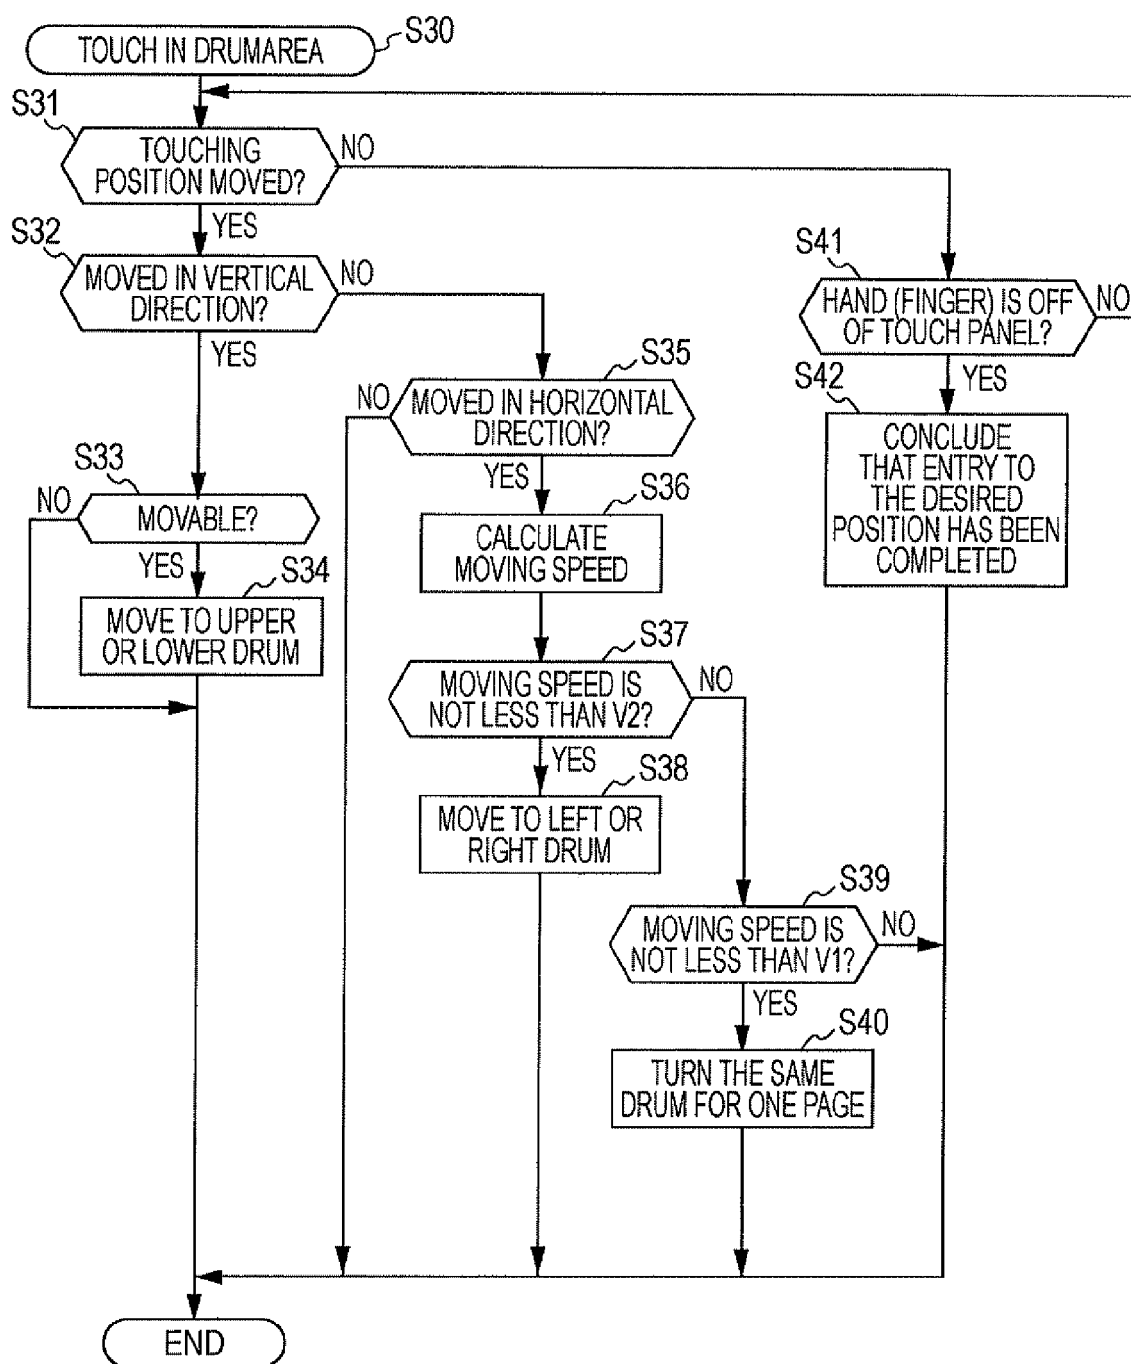 TOUCH IN DRUMAREA
S30
S31
TOUCHING
POSITION MOVED?
NO
YES
S32
MOVED IN VERTICAL
DIRECTION?
NO
YES
S33
NO
MOVABLE?
YES
S34
MOVE TO UPPER
OR LOWER DRUM
S35
NO
MOVED IN HORIZONTAL
DIRECTION?
YES
S36
CALCULATE
MOVING SPEED
S37
MOVING SPEED IS
NOT LESS THAN V2?
NO
YES
S38
MOVE TO LEFT OR
RIGHT DRUM
S39
MOVING SPEED IS
NOT LESS THAN V1?
NO
YES
S40
TURN THE SAME
DRUM FOR ONE PAGE
S41
HAND (FINGER) IS OFF
OF TOUCH PANEL?
NO
YES
S42
CONCLUDE
THAT ENTRY TO
THE DESIRED
POSITION HAS BEEN
COMPLETED
END